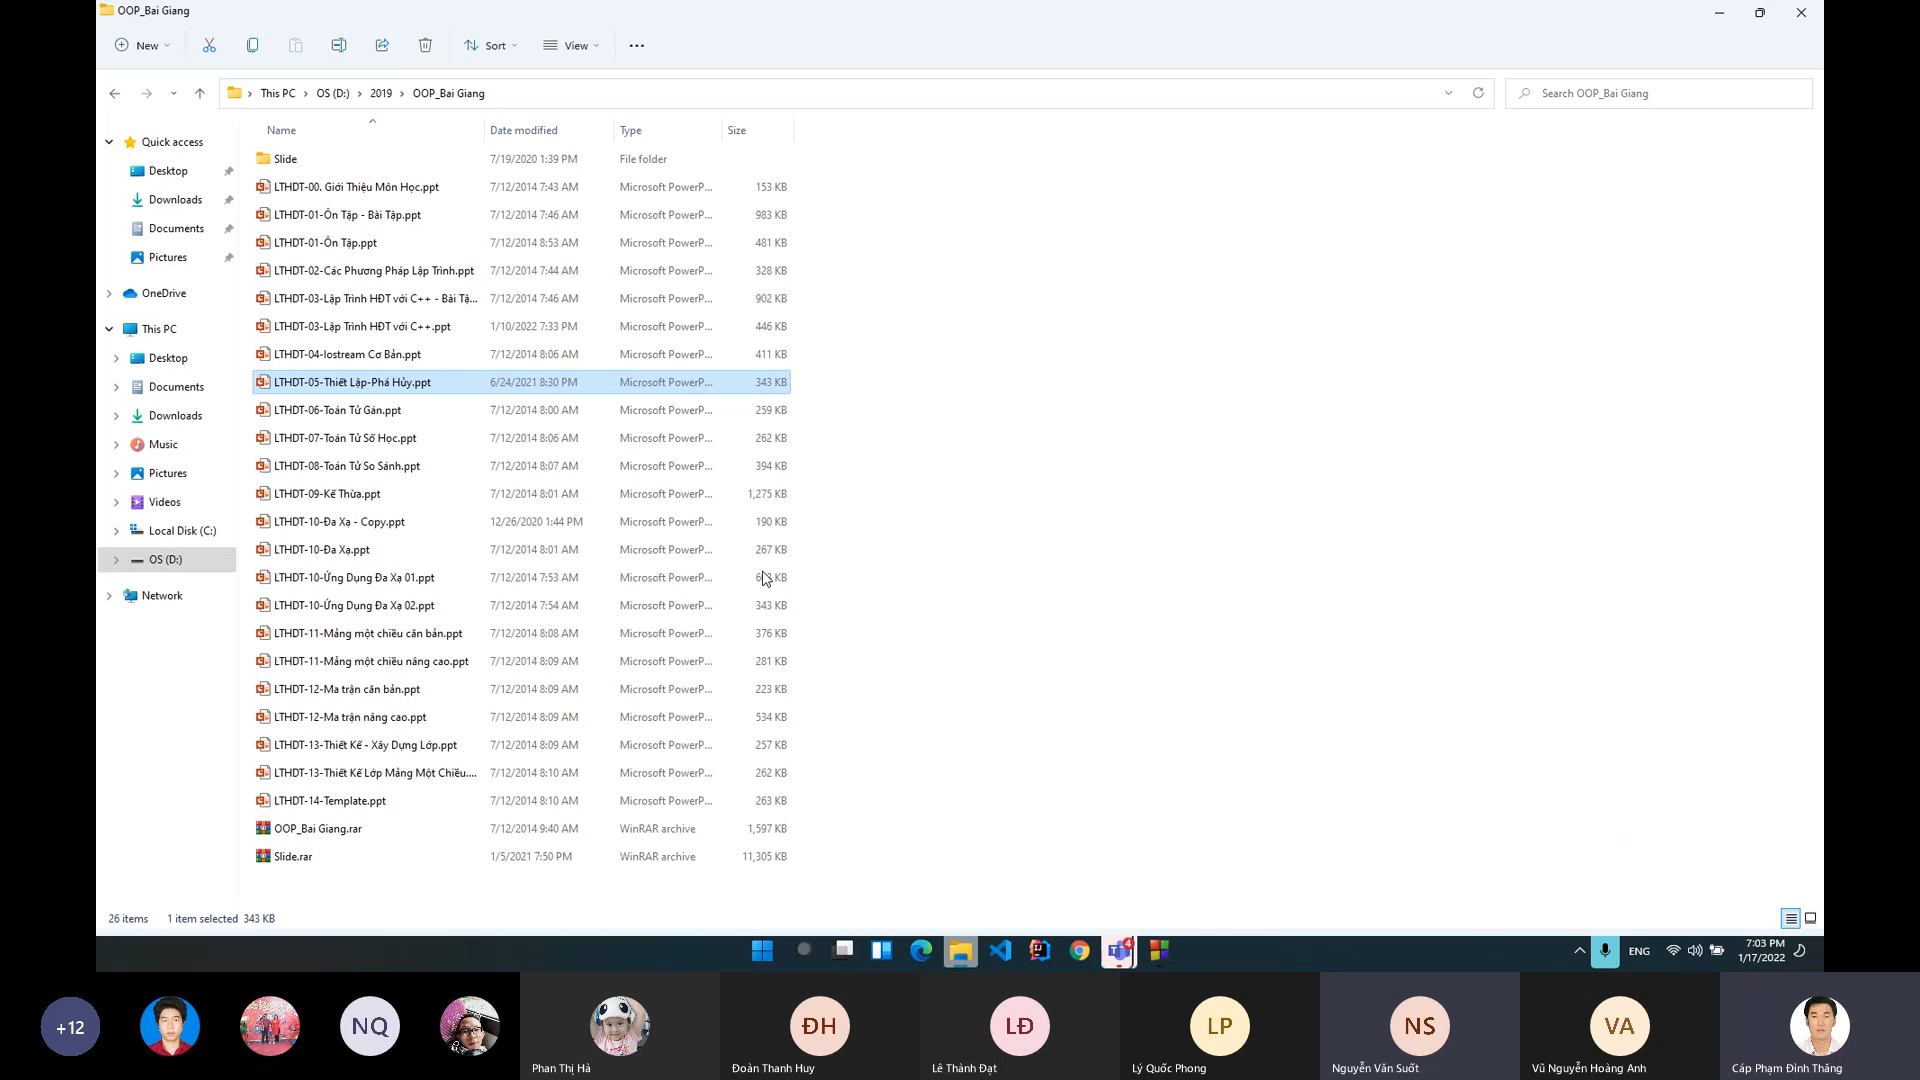 OOP_Bai Giang
New
Sort
View
This PC > OS (D:) > 2019 > OOP_Bai Giang
Search OOP_Bai Giang
Quick access
Desktop
Downloads
Documents
Pictures
OneDrive
This PC
Desktop
Documents
Downloads
Music
Pictures
Videos
Local Disk (C:)
OS (D:)
Network
Name Date modified Type Size
Slide 7/19/2020 1:39 PM File folder
LTHDT-00. Giới Thiệu Môn Học.ppt 7/12/2014 7:43 AM Microsoft PowerP... 153 KB
LTHDT-01-Ôn Tập - Bài Tập.ppt 7/12/2014 7:46 AM Microsoft PowerP... 983 KB
LTHDT-01-Ôn Tập.ppt 7/12/2014 8:53 AM Microsoft PowerP... 481 KB
LTHDT-02-Các Phương Pháp Lập Trình.ppt 7/12/2014 7:44 AM Microsoft PowerP... 328 KB
LTHDT-03-Lập Trình HĐT với C++ - Bài Tậ... 7/12/2014 7:46 AM Microsoft PowerP... 902 KB
LTHDT-03-Lập Trình HĐT với C++.ppt 1/10/2022 7:33 PM Microsoft PowerP... 446 KB
LTHDT-04-Iostream Cơ Bản.ppt 7/12/2014 8:06 AM Microsoft PowerP... 411 KB
LTHDT-05-Thiết Lập-Phá Hủy.ppt 6/24/2021 8:30 PM Microsoft PowerP... 343 KB
LTHDT-06-Toán Tử Gán.ppt 7/12/2014 8:00 AM Microsoft PowerP... 259 KB
LTHDT-07-Toán Tử Số Học.ppt 7/12/2014 8:06 AM Microsoft PowerP... 262 KB
LTHDT-08-Toán Tử So Sánh.ppt 7/12/2014 8:07 AM Microsoft PowerP... 394 KB
LTHDT-09-Kế Thừa.ppt 7/12/2014 8:01 AM Microsoft PowerP... 1,275 KB
LTHDT-10-Đa Xạ - Copy.ppt 12/26/2020 1:44 PM Microsoft PowerP... 190 KB
LTHDT-10-Đa Xạ.ppt 7/12/2014 8:01 AM Microsoft PowerP... 267 KB
LTHDT-10-Ứng Dụng Đa Xạ 01.ppt 7/12/2014 7:53 AM Microsoft PowerP... KB
LTHDT-10-Ứng Dụng Đa Xạ 02.ppt 7/12/2014 7:54 AM Microsoft PowerP... 343 KB
LTHDT-11-Mảng một chiều căn bản.ppt 7/12/2014 8:08 AM Microsoft PowerP... 376 KB
LTHDT-11-Mảng một chiều nâng cao.ppt 7/12/2014 8:09 AM Microsoft PowerP... 281 KB
LTHDT-12-Ma trận căn bản.ppt 7/12/2014 8:09 AM Microsoft PowerP... 223 KB
LTHDT-12-Ma trận nâng cao.ppt 7/12/2014 8:09 AM Microsoft PowerP... 534 KB
LTHDT-13-Thiết Kế - Xây Dựng Lớp.ppt 7/12/2014 8:09 AM Microsoft PowerP... 257 KB
LTHDT-13-Thiết Kế Lớp Mảng Một Chiều.... 7/12/2014 8:10 AM Microsoft PowerP... 262 KB
LTHDT-14-Template.ppt 7/12/2014 8:10 AM Microsoft PowerP... 263 KB
OOP_Bai Giang.rar 7/12/2014 9:40 AM WinRAR archive 1,597 KB
Slide.rar 1/5/2021 7:50 PM WinRAR archive 11,305 KB
26 items 1 item selected 343 KB
4
ENG
7:03 PM
1/17/2022
+12
NQ
ĐH
LĐ
LP
NS
VA
Phan Thị Hà
Đoàn Thanh Huy
Lê Thành Đạt
Lý Quốc Phong
Nguyễn Văn Suốt
Vũ Nguyễn Hoàng Anh
Cáp Phạm Đình Thăng